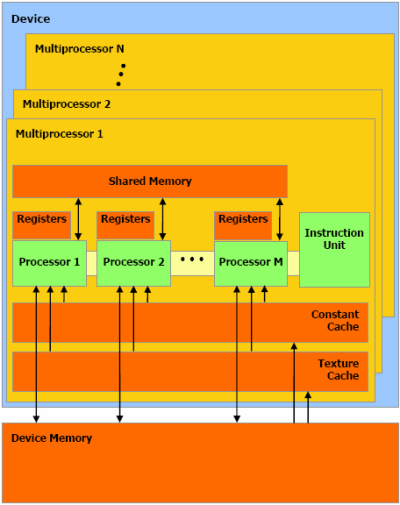 Device
Multiprocessor N
Multiprocessor 2
Multiprocessor 1
Shared Memory
Registers
Registers
Registers
Processor 1
Processor 2
Processor M
Instruction
Unit
Constant
Cache
Texture
Cache
Device Memory